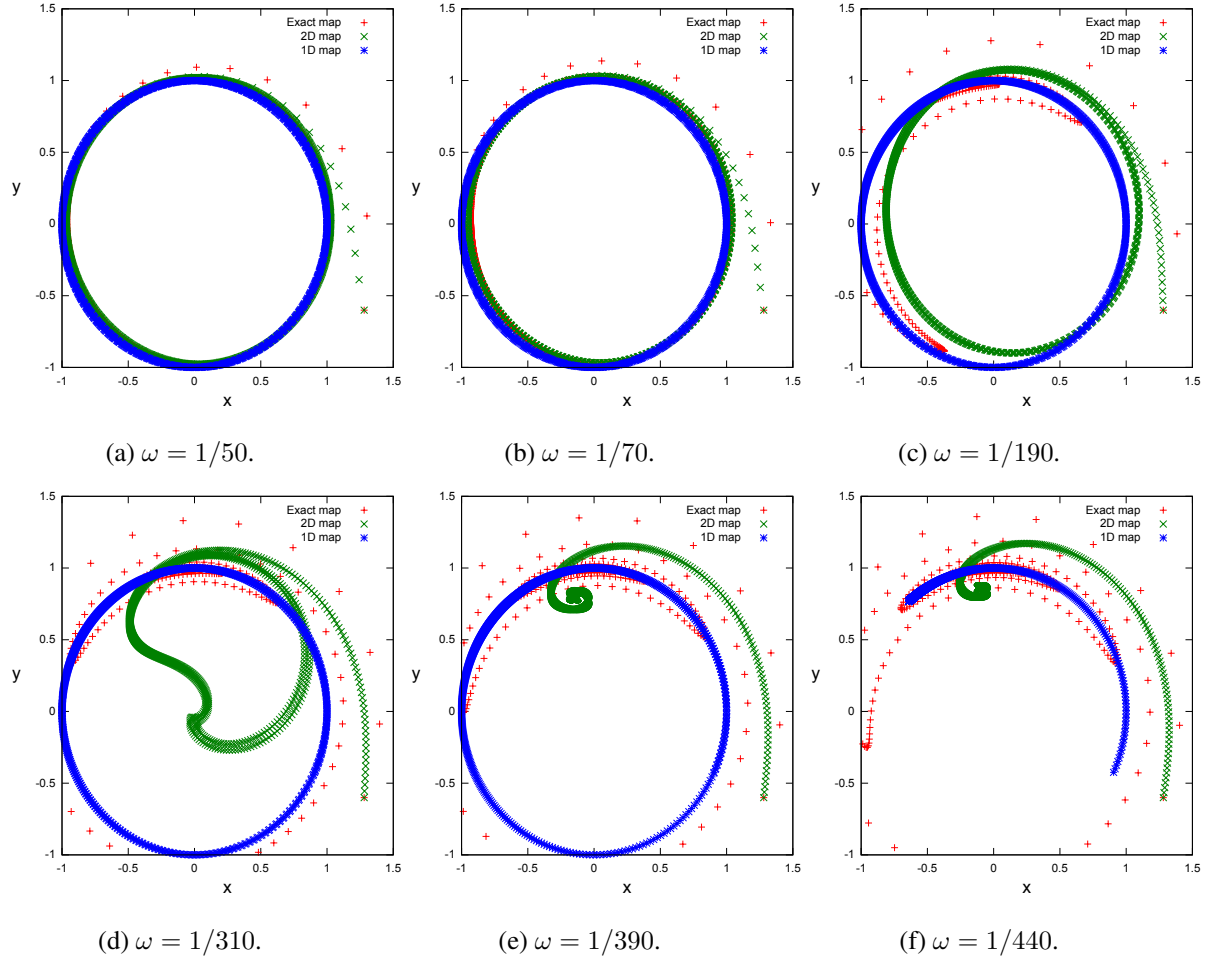 1.5
1
0.5
0
-0.5
-1
-1 -0.5 0 0.5 1 1.5
y
x
Exact map
2D map
1D map
(a) ω = 1/50.
1.5
1
0.5
0
-0.5
-1
-1 -0.5 0 0.5 1 1.5
y
x
Exact map
2D map
1D map
(b) ω = 1/70.
1.5
1
0.5
0
-0.5
-1
-1 -0.5 0 0.5 1 1.5
y
x
Exact map
2D map
1D map
(c) ω = 1/190.
1.5
1
0.5
0
-0.5
-1
-1 -0.5 0 0.5 1 1.5
y
x
Exact map
2D map
1D map
(d) ω = 1/310.
1.5
1
0.5
0
-0.5
-1
-1 -0.5 0 0.5 1 1.5
y
x
Exact map
2D map
1D map
(e) ω = 1/390.
1.5
1
0.5
0
-0.5
-1
-1 -0.5 0 0.5 1 1.5
y
x
Exact map
2D map
1D map
(f) ω = 1/440.